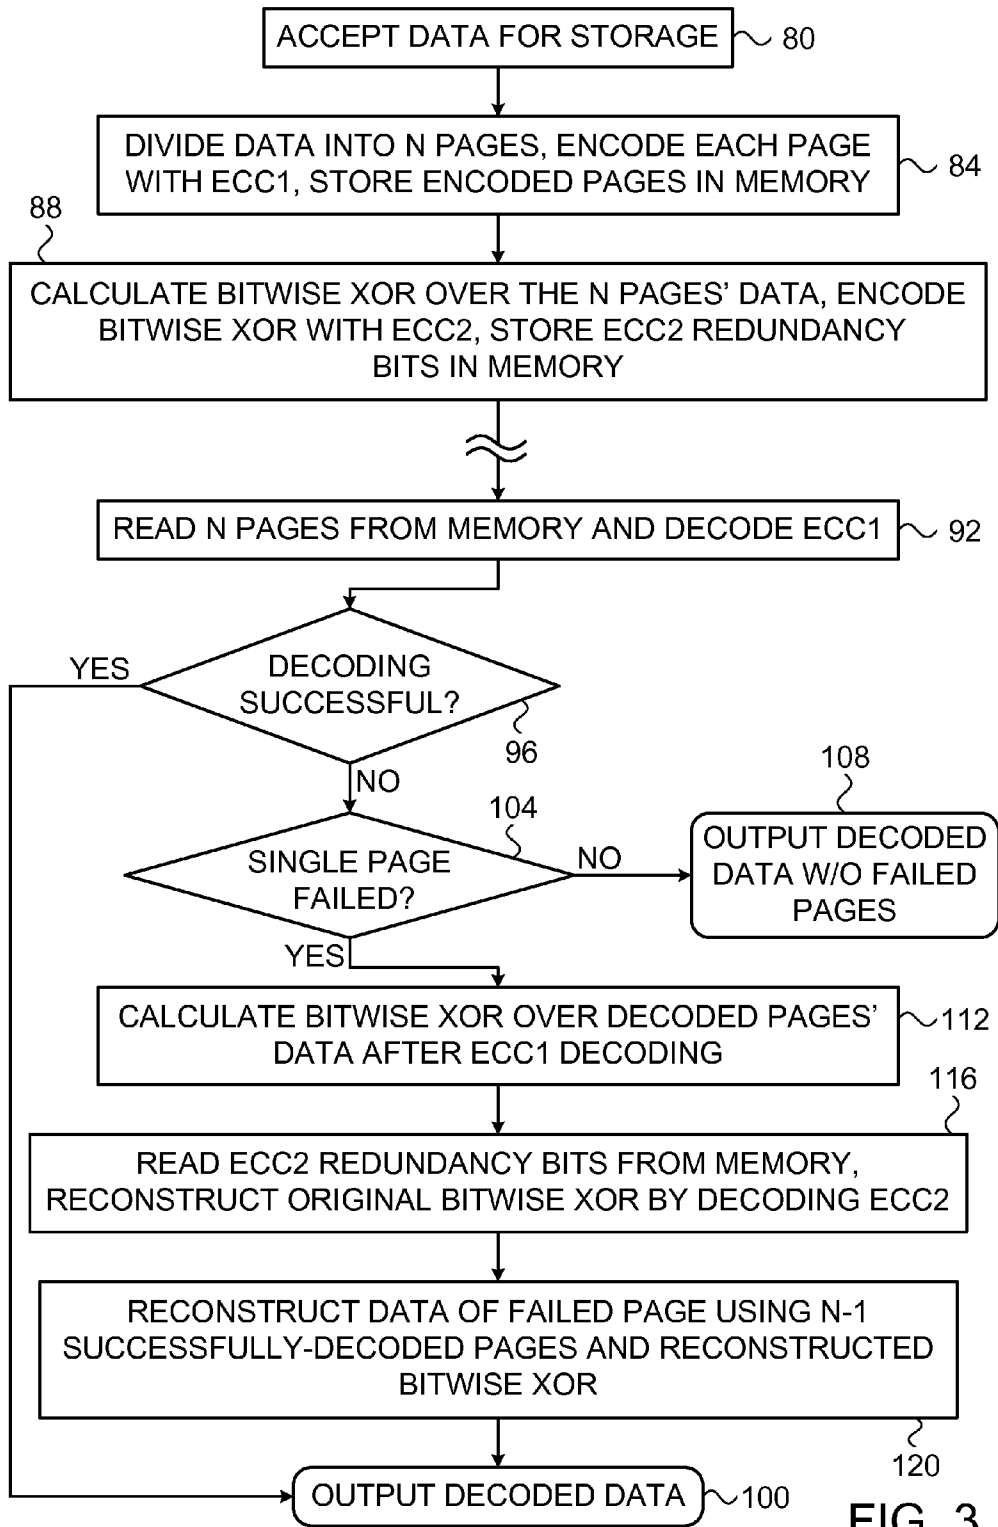 ACCEPT DATA FOR STORAGE
80
DIVIDE DATA INTO N PAGES, ENCODE EACH PAGE
WITH ECC1, STORE ENCODED PAGES IN MEMORY
84
88
CALCULATE BITWISE XOR OVER THE N PAGES' DATA, ENCODE
BITWISE XOR WITH ECC2, STORE ECC2 REDUNDANCY
BITS IN MEMORY
READ N PAGES FROM MEMORY AND DECODE ECC1
92
YES
DECODING
SUCCESSFUL?
96
NO
104
108
SINGLE PAGE
FAILED?
NO
OUTPUT DECODED
DATA W/O FAILED
PAGES
YES
CALCULATE BITWISE XOR OVER DECODED PAGES'
DATA AFTER ECC1 DECODING
112
116
READ ECC2 REDUNDANCY BITS FROM MEMORY,
RECONSTRUCT ORIGINAL BITWISE XOR BY DECODING ECC2
RECONSTRUCT DATA OF FAILED PAGE USING N-1
SUCCESSFULLY-DECODED PAGES AND RECONSTRUCTED
BITWISE XOR
120
OUTPUT DECODED DATA
100
FIG. 3